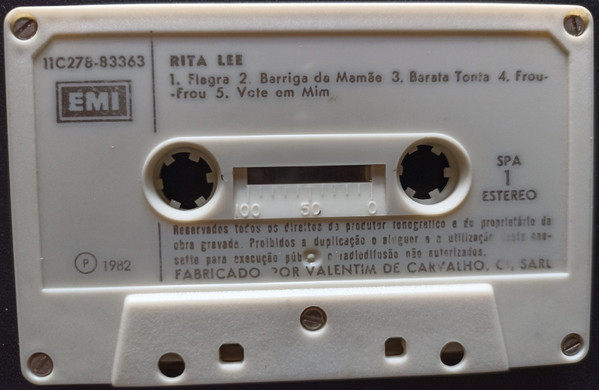 11C278-83363
RITA LEE
1. Flagra 2. Barriga da Mamãe 3. Barata Tonta 4. Frou-
-Frou 5. Vote em Mim
EMI
SPA
1
ESTEREO
100 50 0
Reservados todos os direitos do produtor fonografico e do proprietário da
obra gravada. Proibidos a duplicação o aluguer e a utilização desta cas-
sette para execução e radiodifusão não autorizadas.
FABRICADO POR VALENTIM DE CARVALHO, CI, SARL
Ⓟ 1982